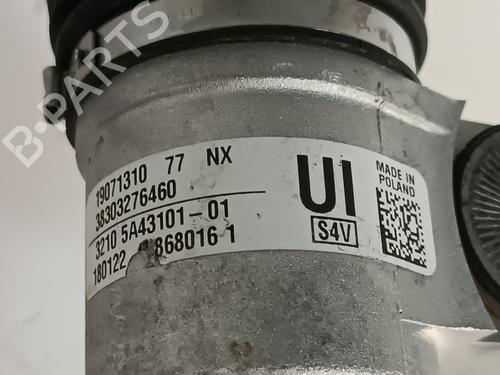 B-PARTS
19071310 77 NX
38303276460
3210 5A43101-01
180122 868016 1
UI
S4V
MADE IN
POLAND